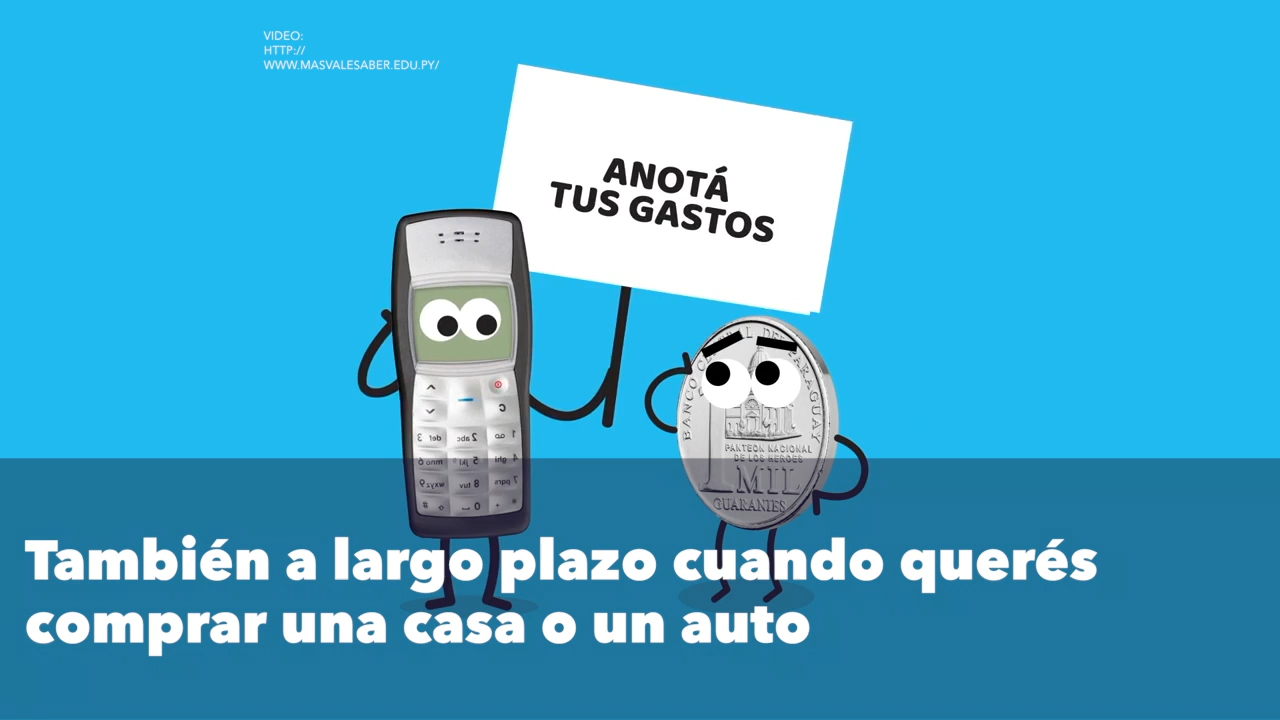 VIDEO:
HTTP://
WWW.MASVALESABER.EDU.PY/
ANOTÁ
TUS GASTOS
BANCO CENTRAL DEL PARAGUAY
PANTEON NACIONAL
DE LOS HEROES
1 MIL
GUARANIES
También a largo plazo cuando querés
comprar una casa o un auto